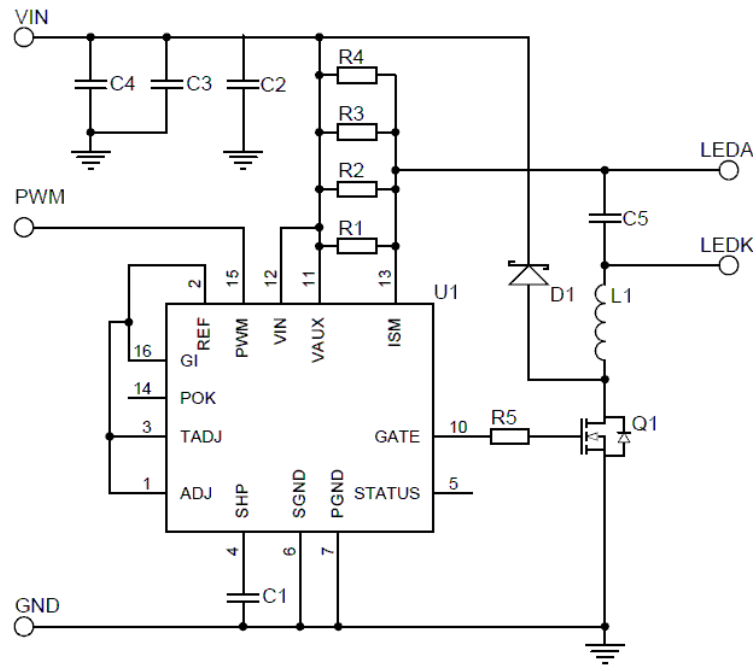 VIN
R4
C4
C3
C2
R3
LEDA
R2
PWM
C5
R1
LEDK
2
15
12
11
13
U1
D1
L1
REF
PWM
VIN
VAUX
ISM
16
GI
14
POK
R5
Q1
3
TADJ
GATE
10
1
ADJ
SHP
SGND
PGND
STATUS
5
4
6
7
C1
GND